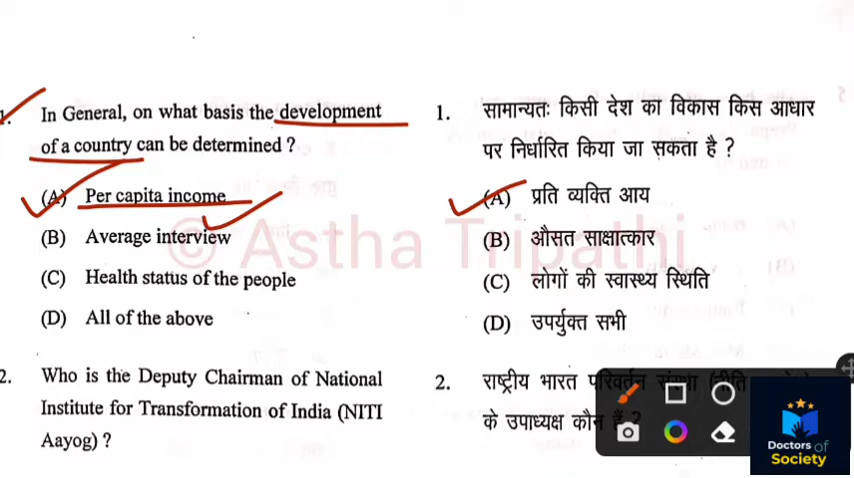 1. In General, on what basis the development
of a country can be determined ?
(A) Per capita income
(B) Average interview
(C) Health status of the people
(D) All of the above
2. Who is the Deputy Chairman of National
Institute for Transformation of India (NITI
Aayog) ?
1. सामान्यतः किसी देश का विकास किस आधार
पर निर्धारित किया जा सकता है ?
(A) प्रति व्यक्ति आय
(B) औसत साक्षात्कार
(C) लोगों की स्वास्थ्य स्थिति
(D) उपर्युक्त सभी
2. राष्ट्रीय भारत परिवर्तन संस्था (नीति
के उपाध्यक्ष कौन हैं ?
© Astha Tripathi
Doctors of
Society